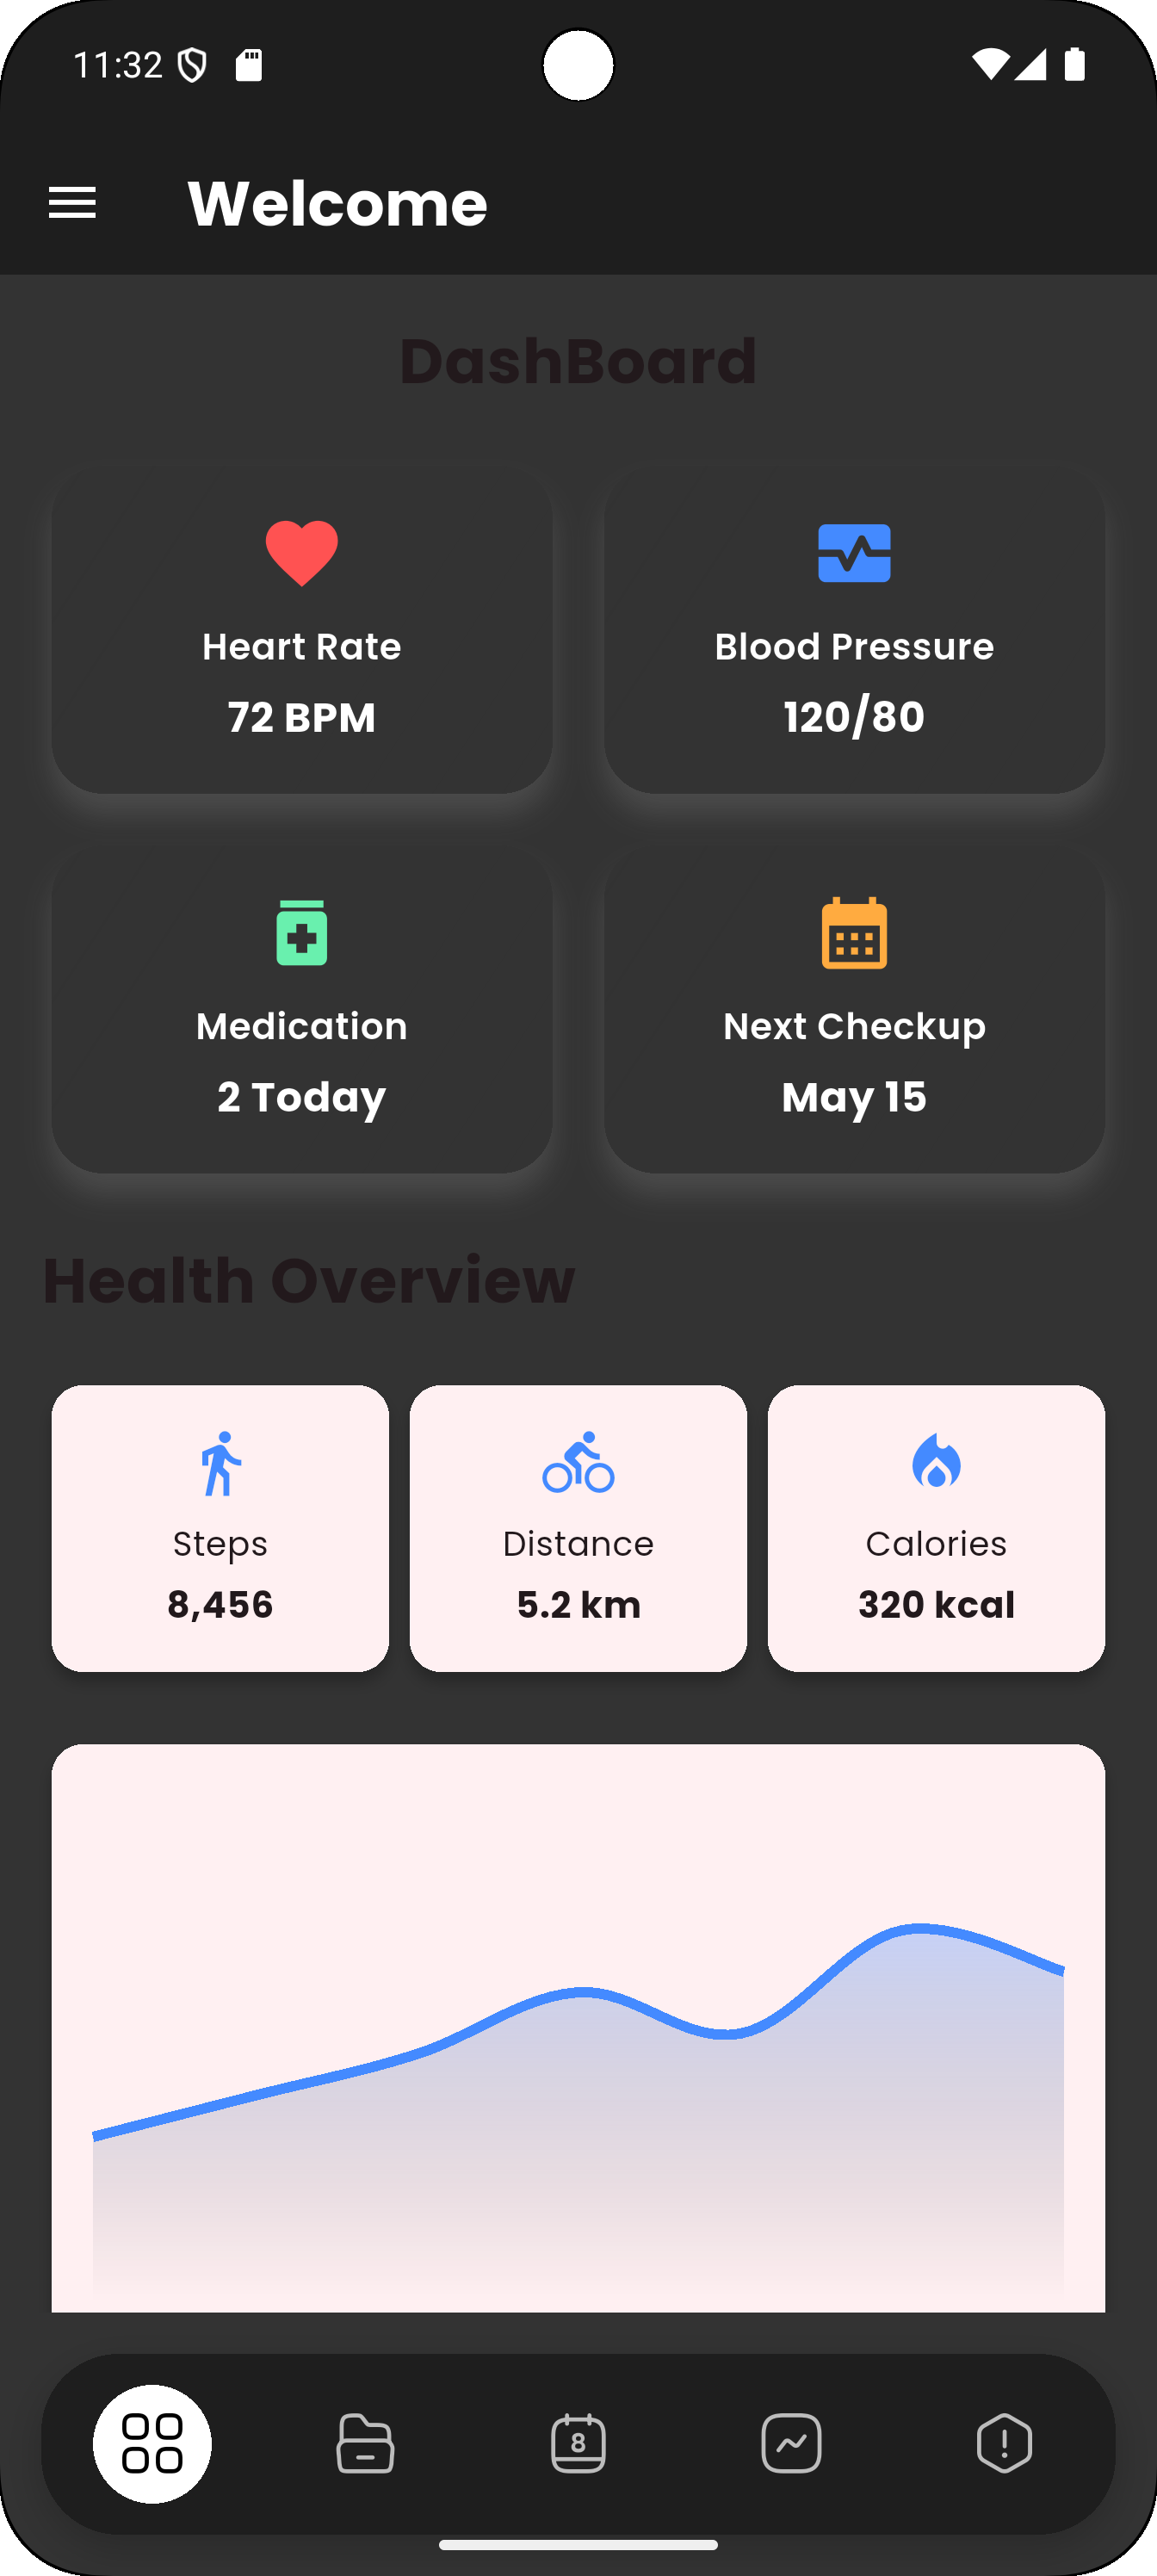 11:32
Welcome
DashBoard
Heart Rate
72 BPM
Blood Pressure
120/80
Medication
2 Today
Next Checkup
May 15
Health Overview
Steps
8,456
Distance
5.2 km
Calories
320 kcal
8